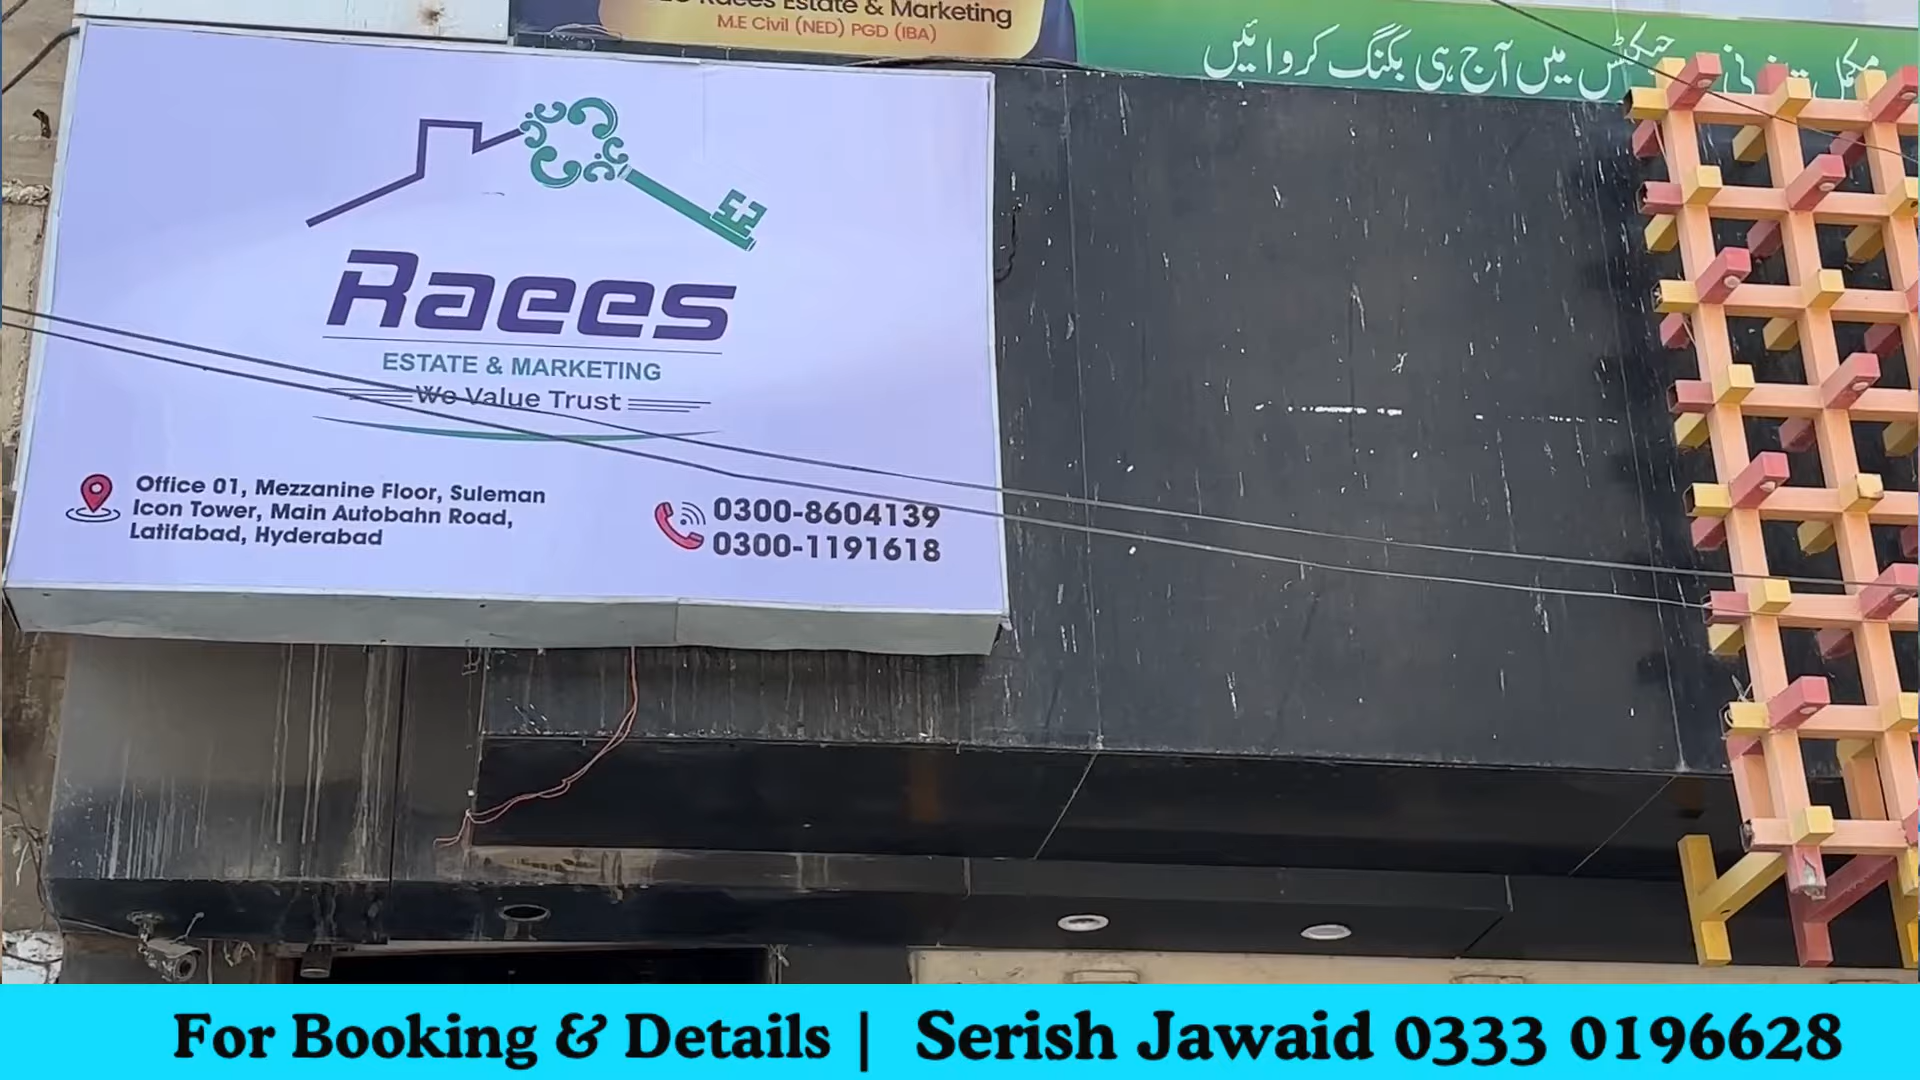 Raees Estate & Marketing
M.E Civil (NED) PGD (IBA)
مکمل میں آج ہی بکنگ کروائیں
Raees
ESTATE & MARKETING
We Value Trust
Office 01, Mezzanine Floor, Suleman
Icon Tower, Main Autobahn Road,
Latifabad, Hyderabad
0300-8604139
0300-1191618
For Booking & Details | Serish Jawaid 0333 0196628